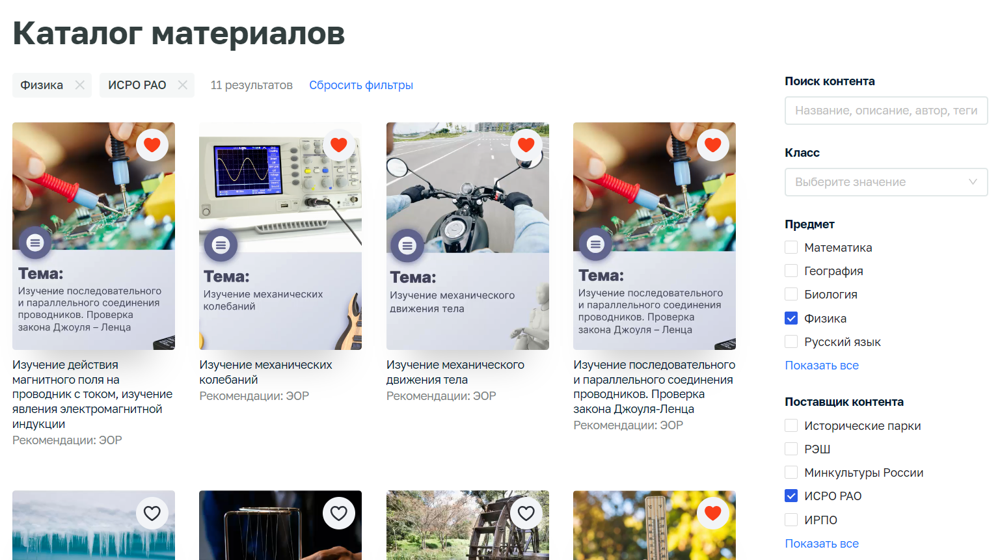 Каталог материалов
Физика
ИСРО РАО
11 результатов
Сбросить фильтры
Тема:
Изучение последовательного
и параллельного соединения
проводников. Проверка
закона Джоуля – Ленца
Изучение действия
магнитного поля на
проводник с током, изучение
явления электромагнитной
индукции
Рекомендации: ЭОР
Тема:
Изучение механических
колебаний
Изучение механических
колебаний
Рекомендации: ЭОР
Тема:
Изучение механического
движения тела
Изучение механического
движения тела
Рекомендации: ЭОР
Тема:
Изучение последовательного
и параллельного соединения
проводников. Проверка
закона Джоуля – Ленца
Изучение последовательного
и параллельного соединения
проводников. Проверка
закона Джоуля-Ленца
Рекомендации: ЭОР
°C
°F
Поиск контента
Название, описание, автор, теги
Класс
Выберите значение
Предмет
Математика
География
Биология
Физика
Русский язык
Показать все
Поставщик контента
Исторические парки
РЭШ
Минкультуры России
ИСРО РАО
ИРПО
Показать все